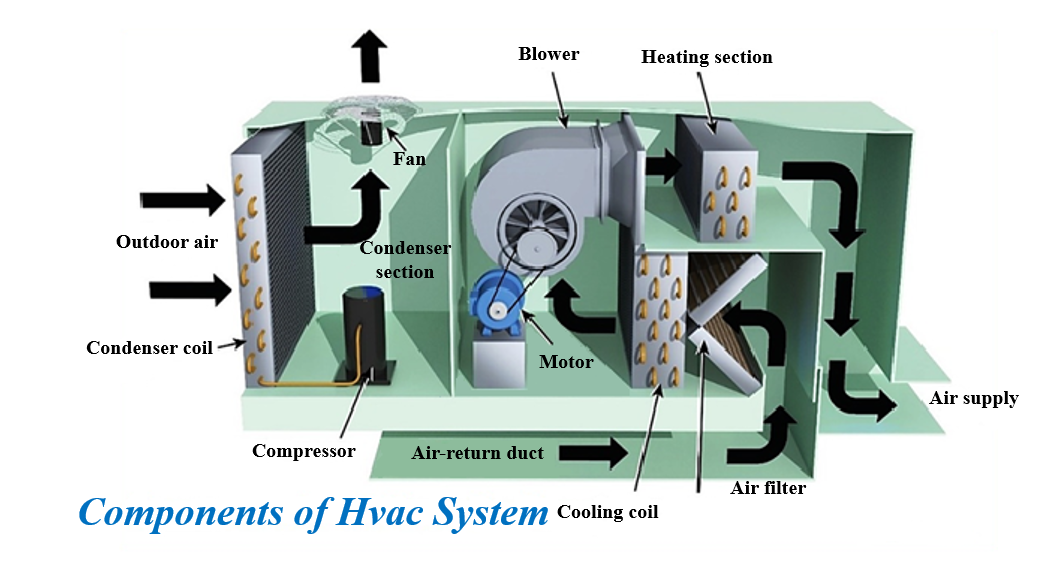 Blower
Heating section
Fan
Outdoor air
Condenser
section
Condenser coil
Motor
Air supply
Compressor
Air-return duct
Air filter
Components of Hvac System
Cooling coil